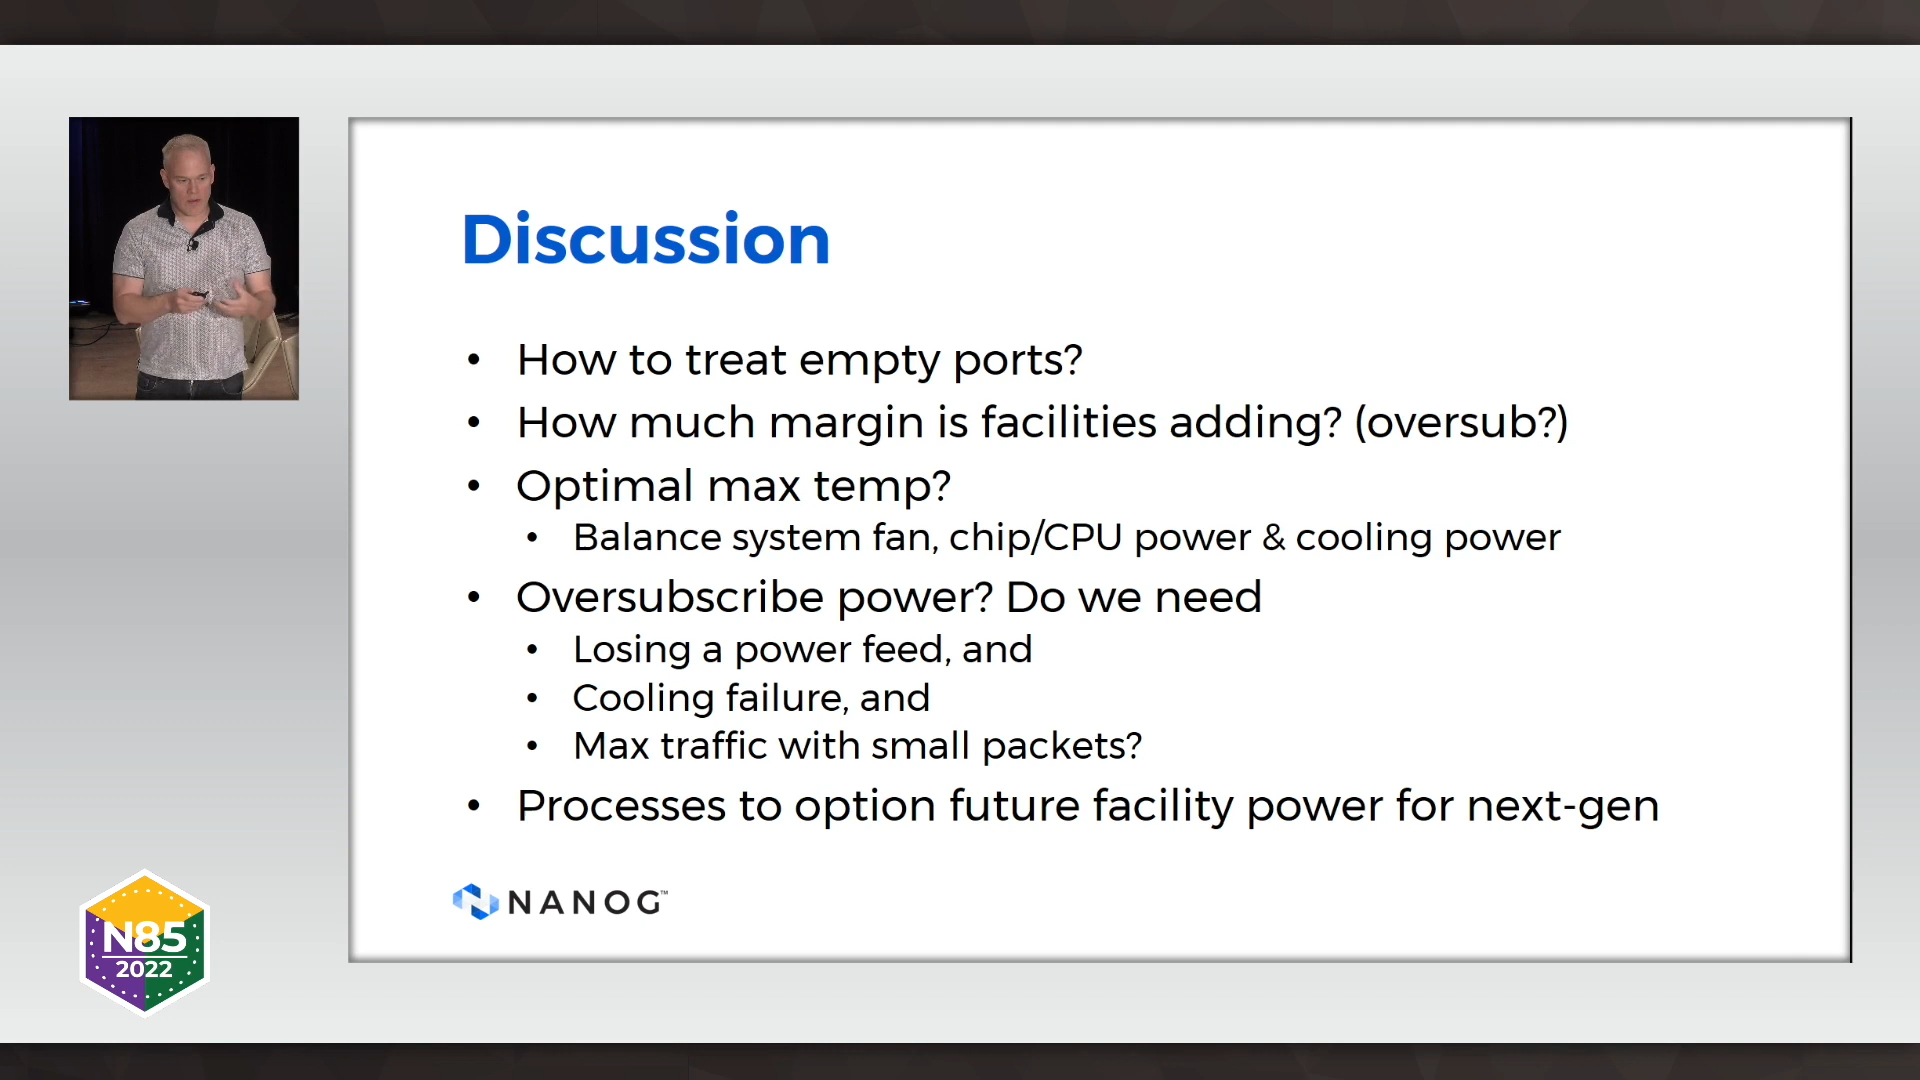 Discussion
• How to treat empty ports?
• How much margin is facilities adding? (oversub?)
• Optimal max temp?
• Balance system fan, chip/CPU power & cooling power
• Oversubscribe power? Do we need
• Losing a power feed, and
• Cooling failure, and
• Max traffic with small packets?
• Processes to option future facility power for next-gen
NANOG™
N85
2022